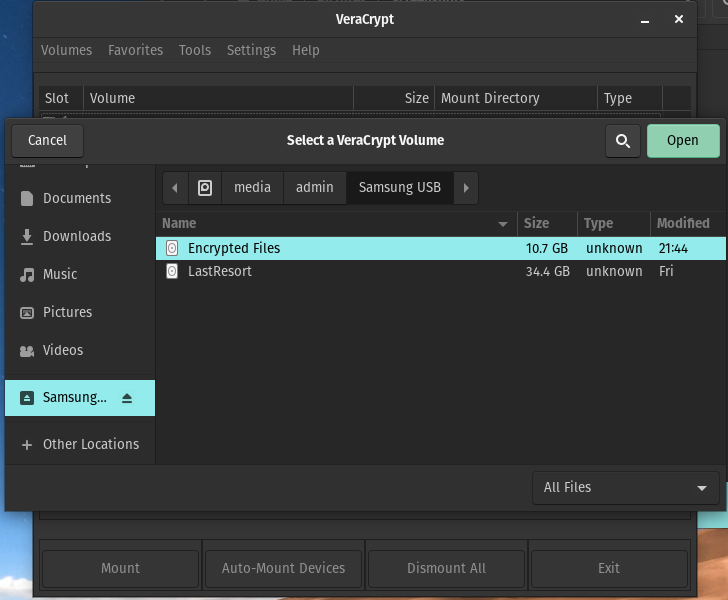 VeraCrypt
Volumes Favorites Tools Settings Help
Slot Volume Size Mount Directory Type
Cancel Select a VeraCrypt Volume Open
media admin Samsung USB
Documents
Downloads
Music
Pictures
Videos
Samsung...
Other Locations
Name Size Type Modified
Encrypted Files 10.7 GB unknown 21:44
LastResort 34.4 GB unknown Fri
All Files
Mount Auto-Mount Devices Dismount All Exit